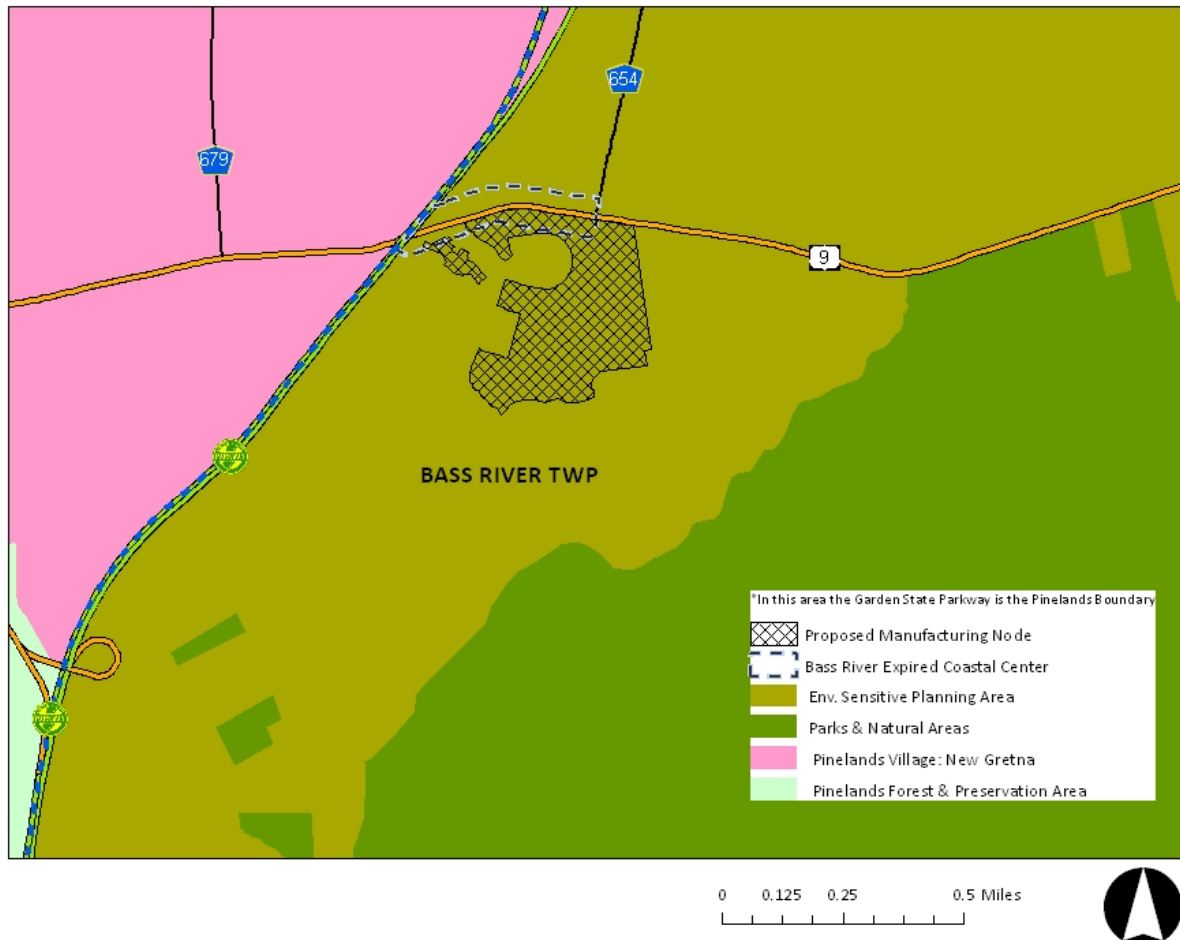 654
679
9
PARKWAY
BASS RIVER TWP
*In this area the Garden State Parkway is the Pinelands Boundary
Proposed Manufacturing Node
Bass River Expired Coastal Center
Env. Sensitive Planning Area
Parks & Natural Areas
Pinelands Village: New Gretna
Pinelands Forest & Preservation Area
PARKWAY
0 0.125 0.25 0.5 Miles